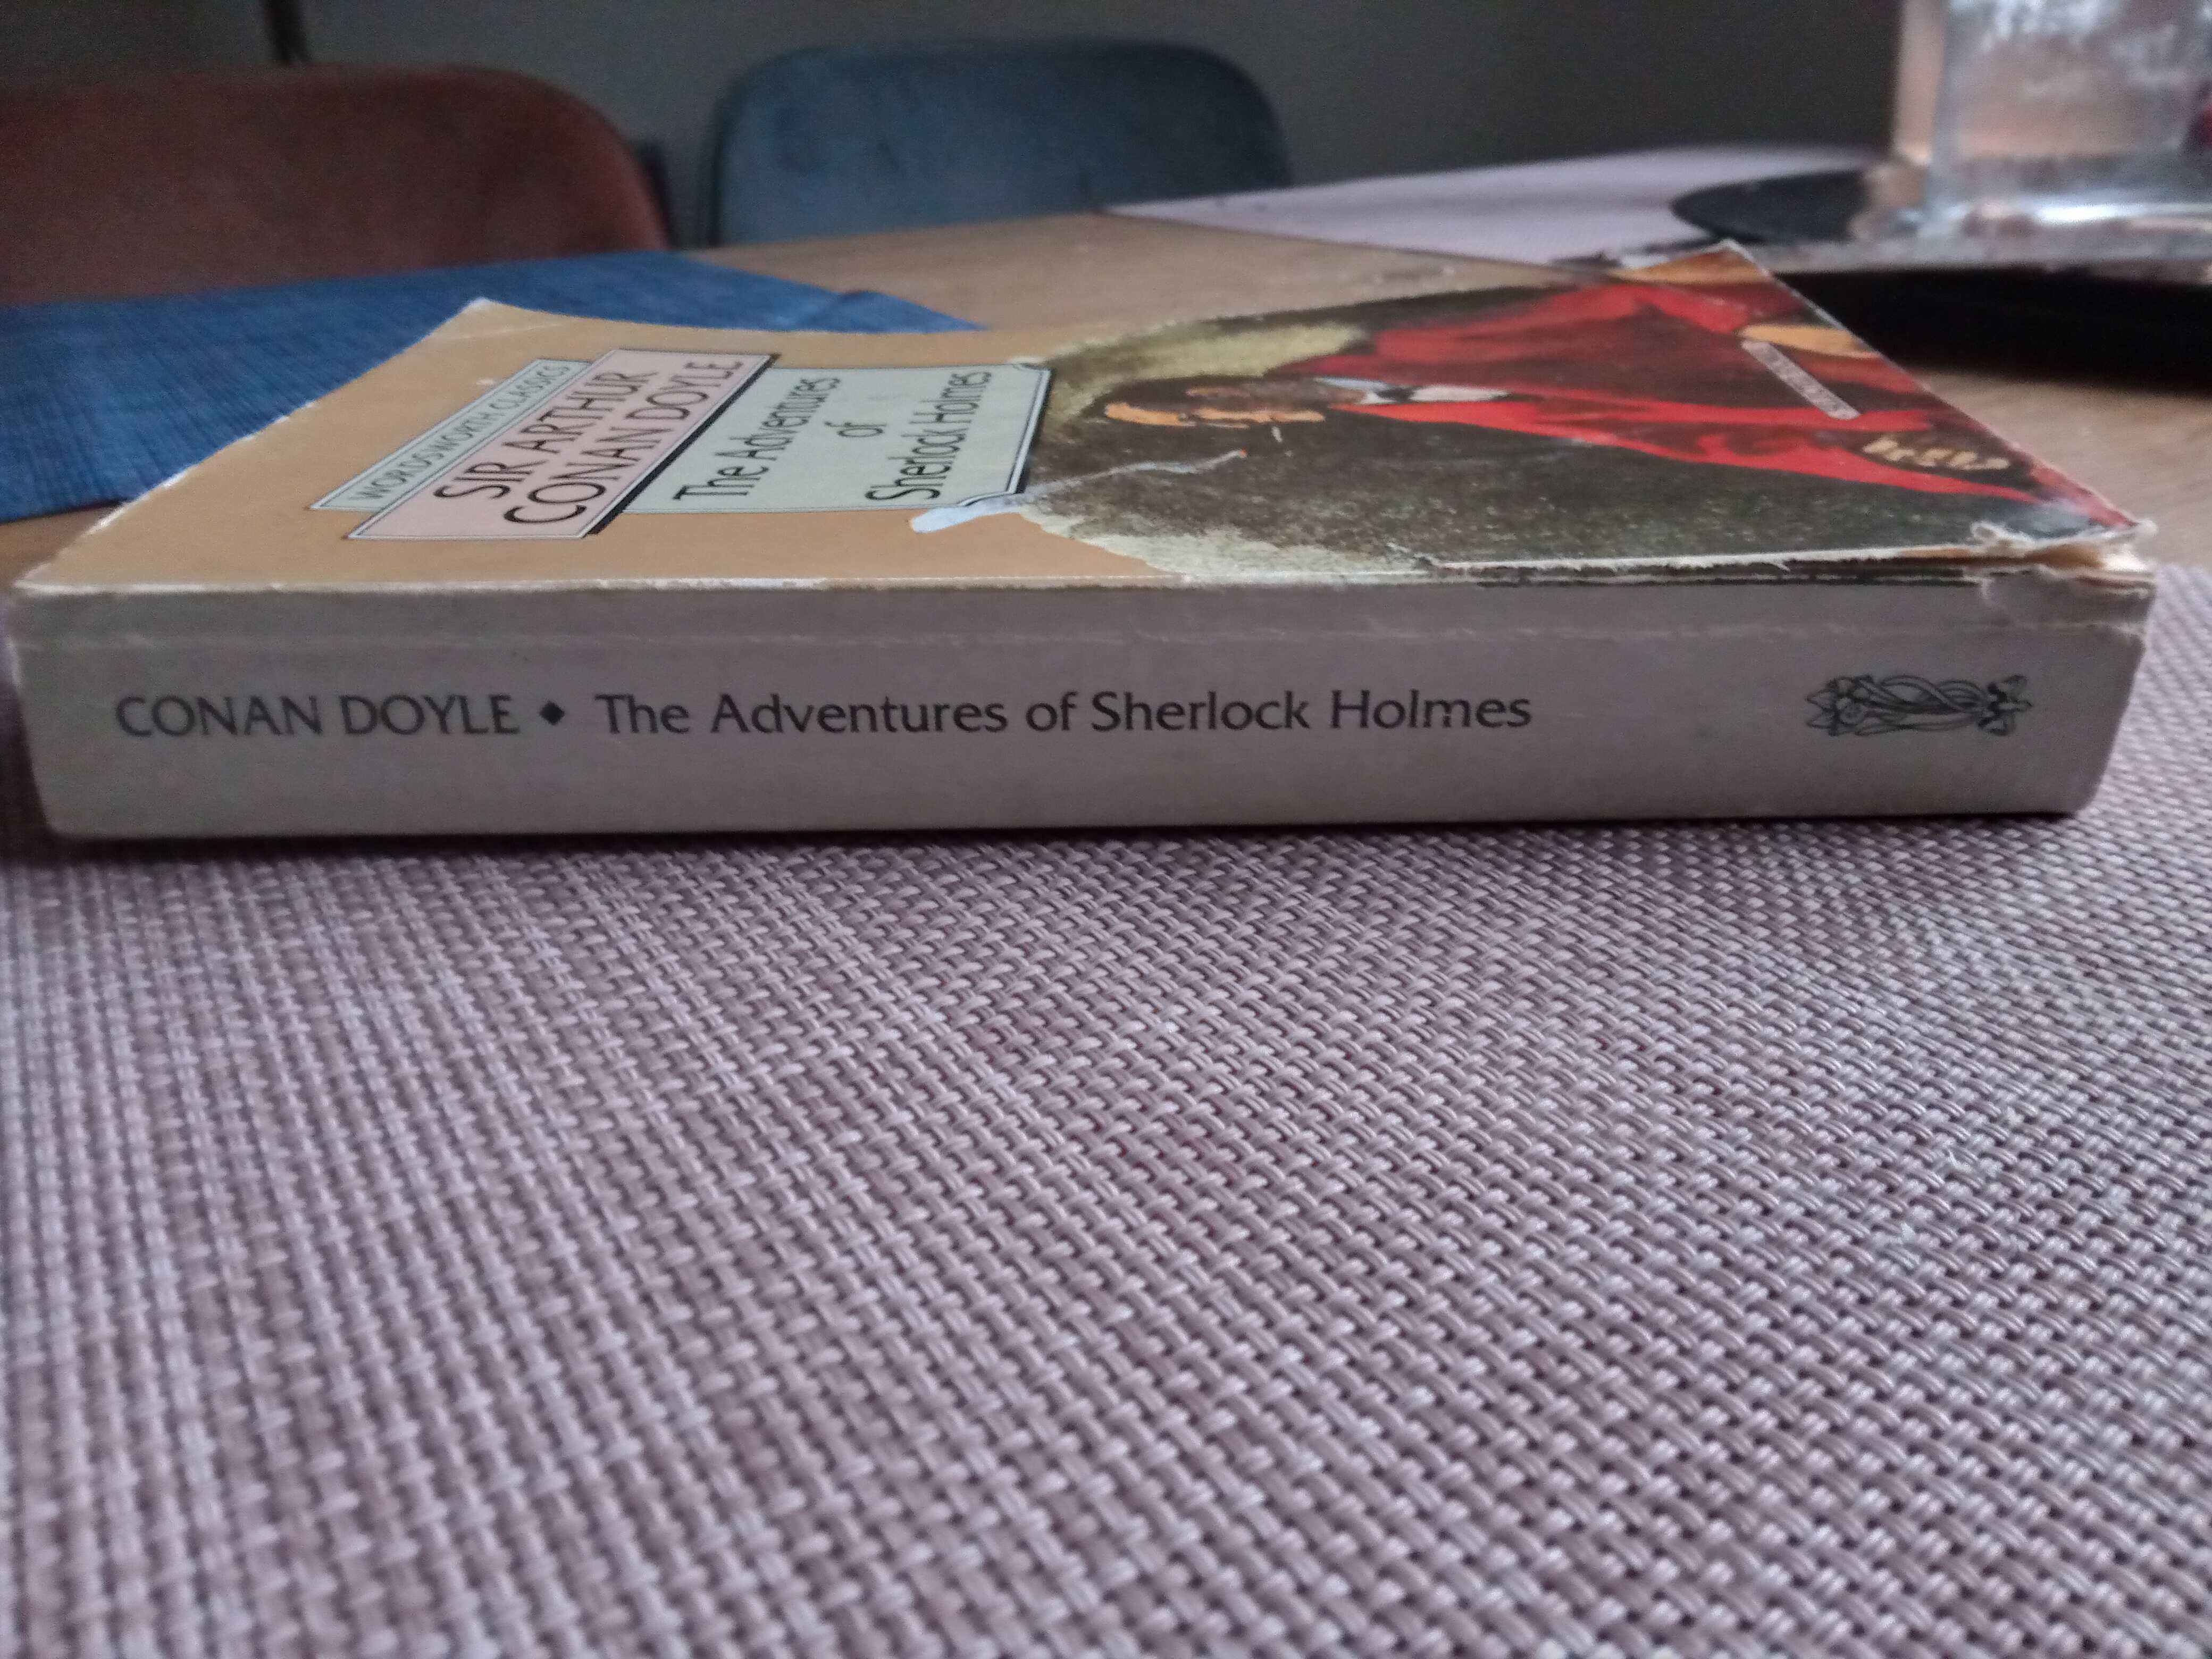 WORDSWORTH CLASSICS
SIR ARTHUR
CONAN DOYLE
The Adventures
of
Sherlock Holmes
CONAN DOYLE ◆ The Adventures of Sherlock Holmes